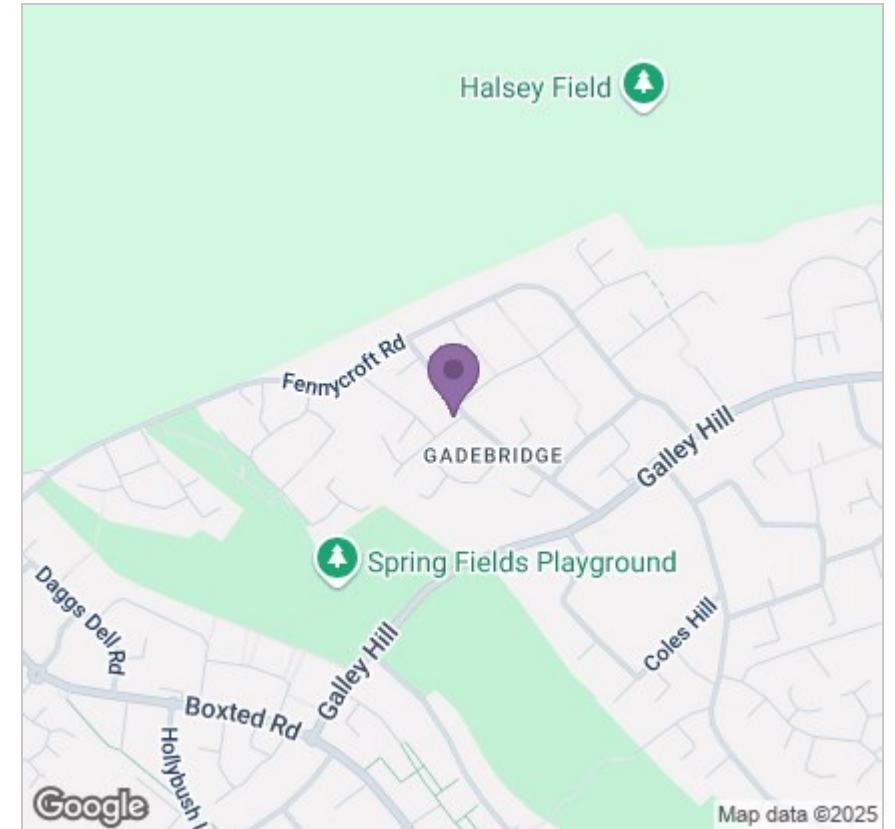 Halsey Field
Fennycroft Rd
GADEBRIDGE
Galley Hill
Spring Fields Playground
Daggs Dell Rd
Coles Hill
Galley Hill
Boxted Rd
Hollybush
Google
Map data ©2025